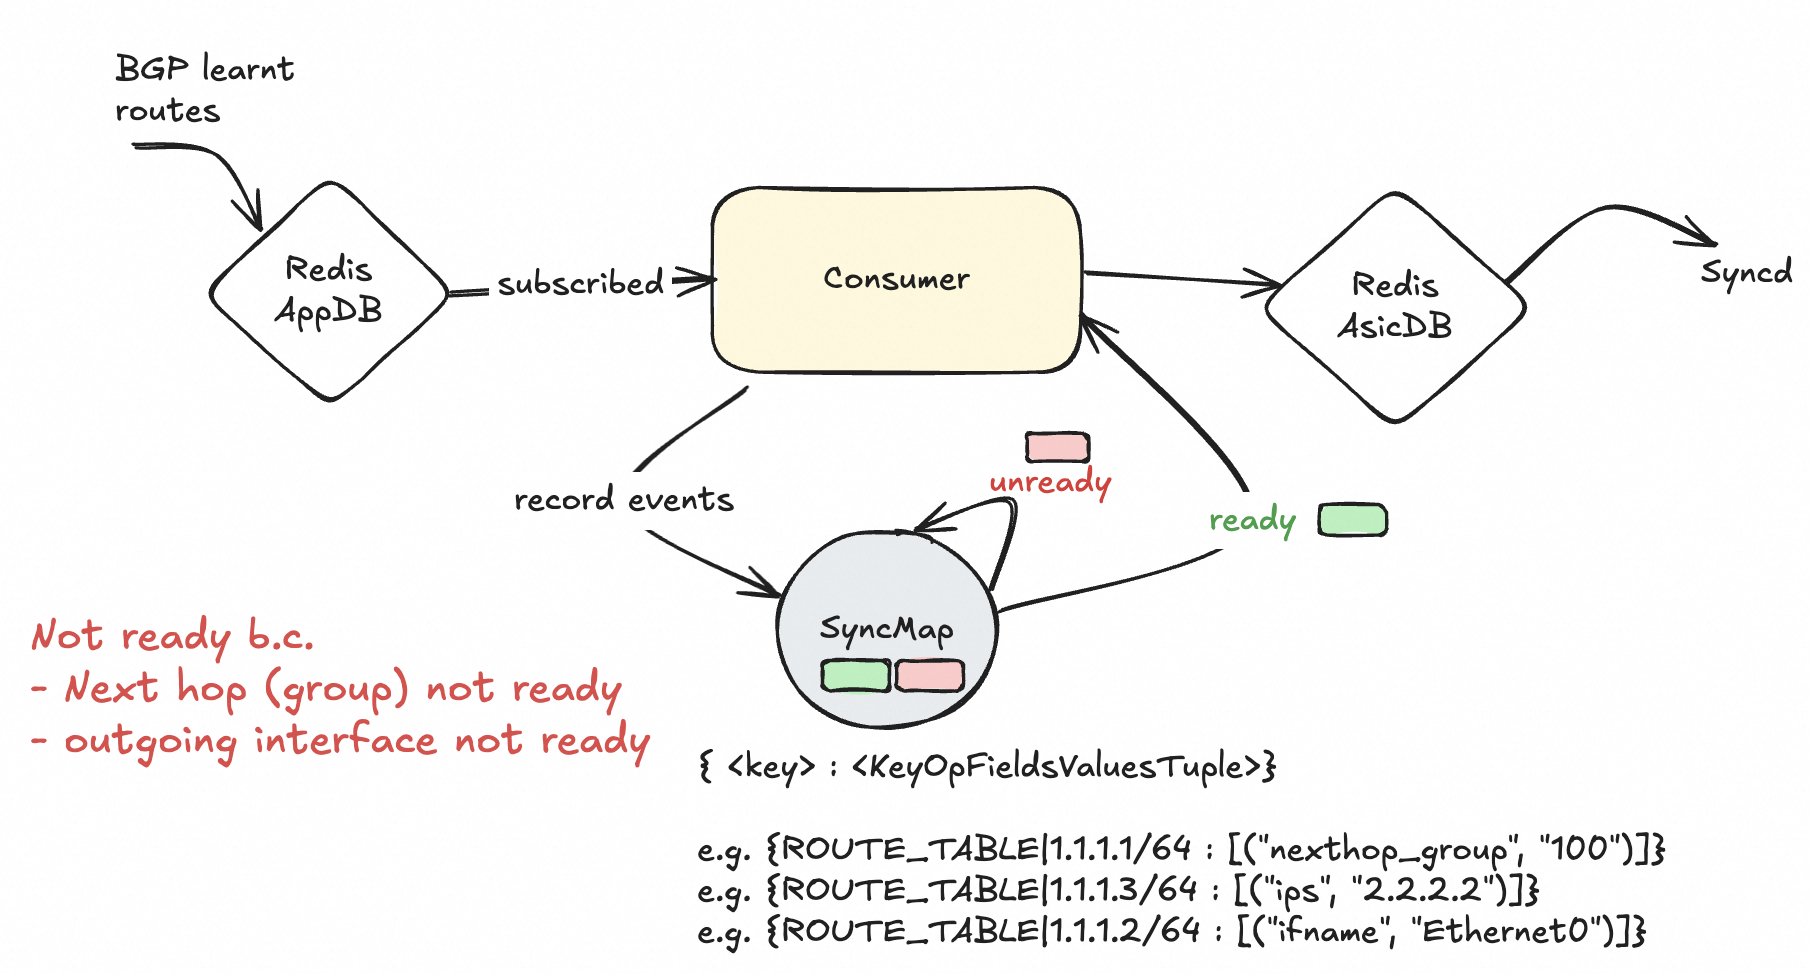 BGP learnt
routes
Redis
AppDB
subscribed
Consumer
Redis
AsicDB
Syncd
unready
record events
ready
SyncMap
Not ready b.c.
- Next hop (group) not ready
- outgoing interface not ready
{ <key> : <KeyOpFieldsValuesTuple>}
e.g. {ROUTE_TABLE|1.1.1.1/64 : [("nexthop_group", "100")]}
e.g. {ROUTE_TABLE|1.1.1.3/64 : [("ips", "2.2.2.2")]}
e.g. {ROUTE_TABLE|1.1.1.2/64 : [("ifname", "Ethernet0")]}